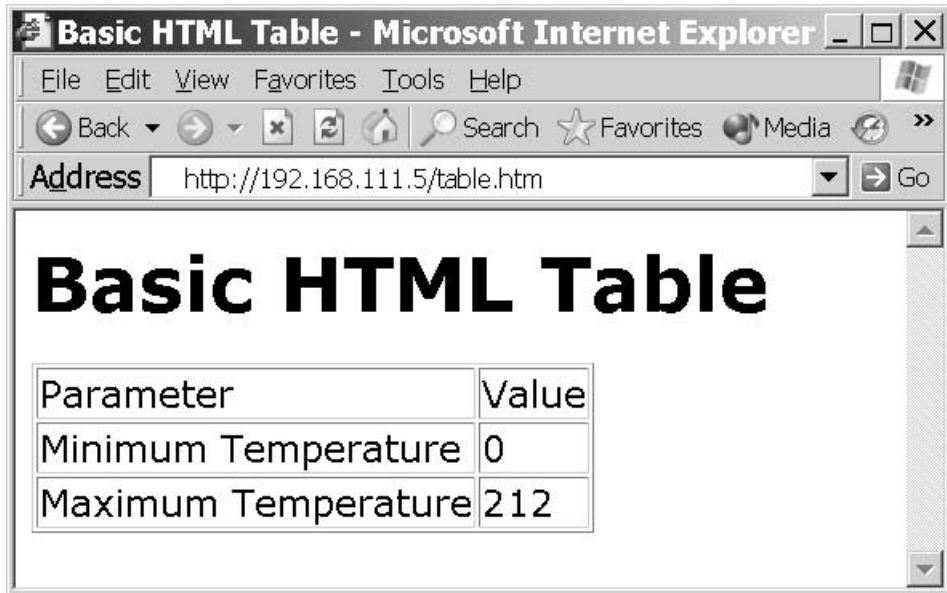 Basic HTML Table - Microsoft Internet Explorer
File Edit View Favorites Tools Help
Back Search Favorites Media »
Address http://192.168.111.5/table.htm Go
Basic HTML Table
Parameter Value
Minimum Temperature 0
Maximum Temperature 212